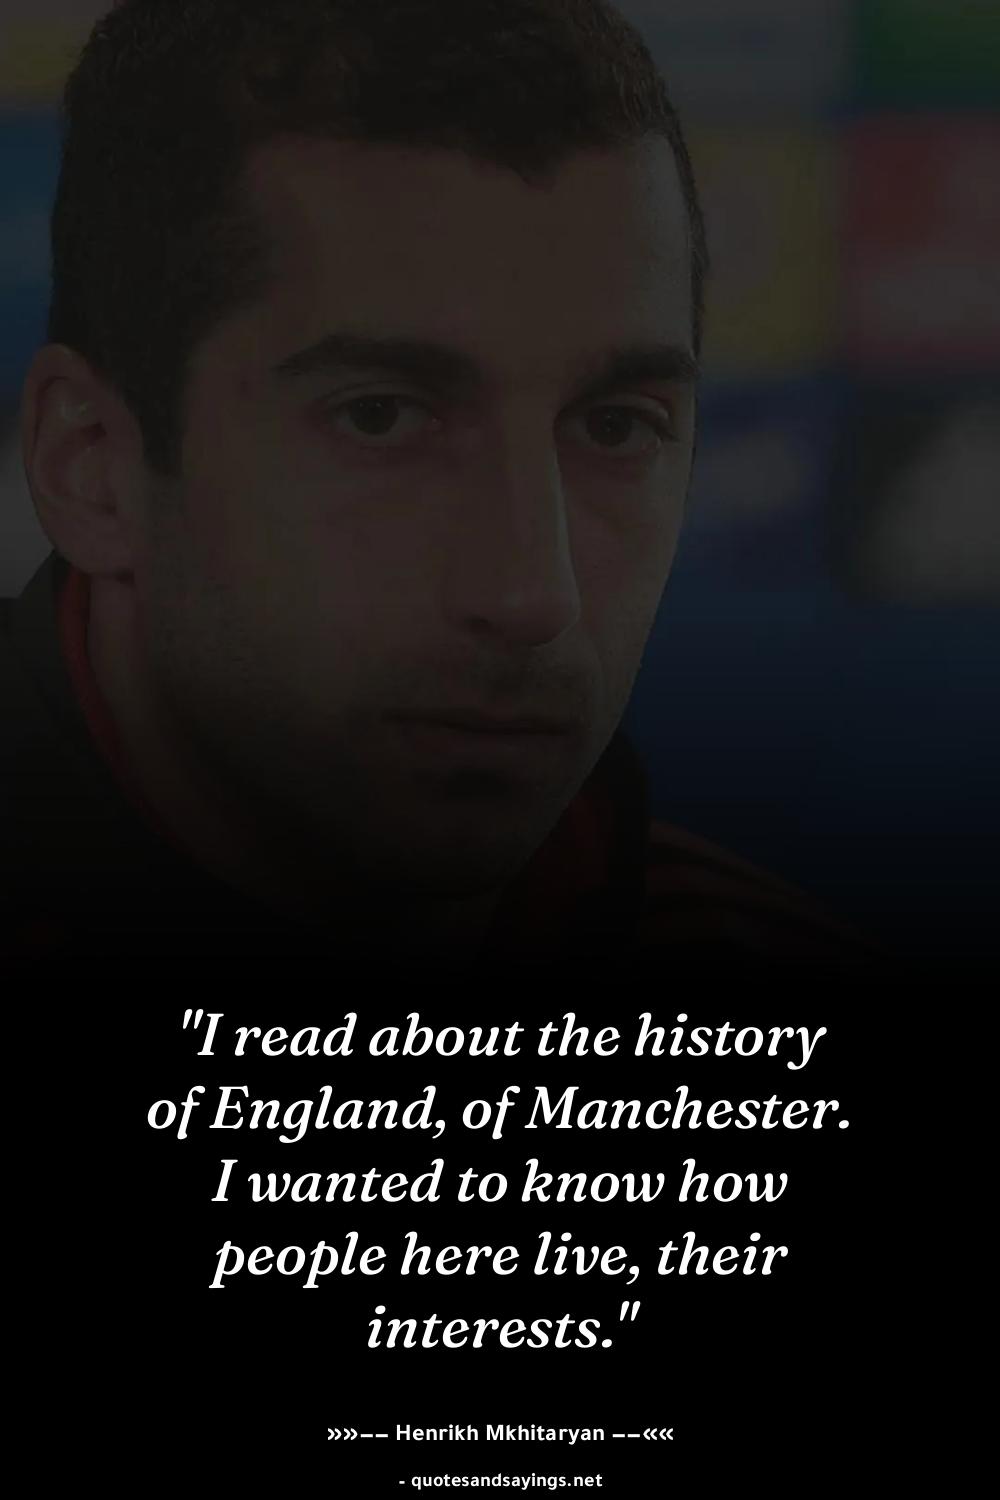 "I read about the history
of England, of Manchester.
I wanted to know how
people here live, their
interests."
»»−− Henrikh Mkhitaryan −−««
- quotesandsayings.net